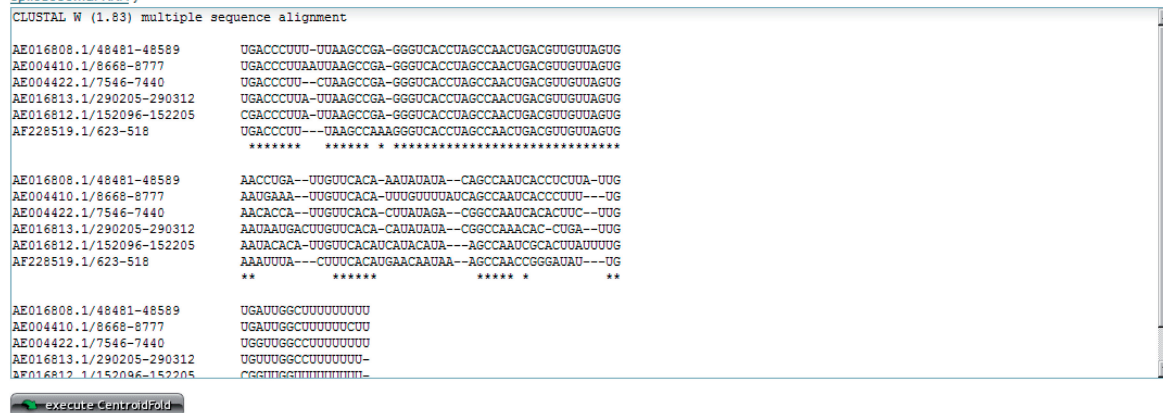 CLUSTAL W (1.83) multiple sequence alignment
AE016808.1/48481-48589 UGACCCUUU-UUAAGCCGA-GGGUCACCUAGCCAACUGACGUUGUUAGUG
AE004410.1/8668-8777 UGACCCUUAAUUAAGCCGA-GGGUCACCUAGCCAACUGACGUUGUUAGUG
AE004422.1/7546-7440 UGACCCUU--CUAAGCCGA-GGGUCACCUAGCCAACUGACGUUGUUAGUG
AE016813.1/290205-290312 UGACCCUUA-UUAAGCCGA-GGGUCACCUAGCCAACUGACGUUGUUAGUG
AE016812.1/152096-152205 CGACCCUUA-UUAAGCCGA-GGGUCACCUAGCCAACUGACGUUGUUAGUG
AF228519.1/623-518 UGACCCUU---UAAGCCAAAGGGUCACCUAGCCAACUGACGUUGUUAGUG
******* ****** * ******************************
AE016808.1/48481-48589 AACCUGA--UUGUUCACA-AAUAUAUA--CAGCCAAUCACCUCUUA-UUG
AE004410.1/8668-8777 AAUGAAA--UUGUUCACA-UUUGUUUUAUCAGCCAAUCACCCUUU---UG
AE004422.1/7546-7440 AACACCA--UUGUUCACA-CUUAUAGA--CGGCCAAUCACACUUC--UUG
AE016813.1/290205-290312 AAUAAUGACUUGUUCACA-CAUAUAUA--CGGCCAAACAC-CUGA--UUG
AE016812.1/152096-152205 AAUACACA-UUGUUCACAUCAUACAUA---AGCCAAUCGCACUUAUUUUG
AF228519.1/623-518 AAAUUUA---CUUUCACAUGAACAAUAA--AGCCAACCGGGAUAU---UG
** ****** ***** * **
AE016808.1/48481-48589 UGAUUGGCUUUUUUUUU
AE004410.1/8668-8777 UGAUUGGCUUUUUUCUU
AE004422.1/7546-7440 UGGUUGGCCUUUUUUUU
AE016813.1/290205-290312 UGUUUGGCCUUUUUUU-
AE016812.1/152096-152205 CGGUUGGUUUUUUUUU-
execute CentroidFold